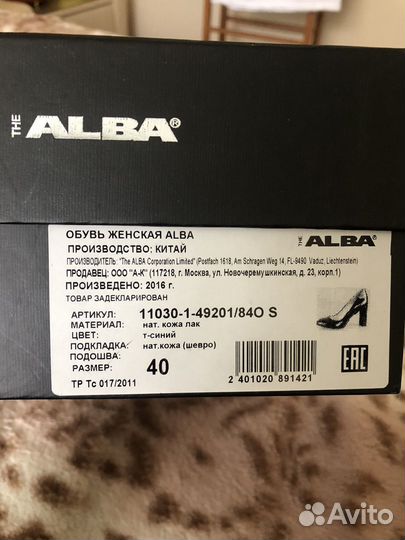 THE ALBA®
ОБУВЬ ЖЕНСКАЯ ALBA
THE ALBA®
ПРОИЗВОДСТВО: КИТАЙ
ПРОИЗВОДИТЕЛЬ: "The ALBA Corporation Limited" (Postfach 1618, Am Schragen Weg 14, FL-9490 Vaduz, Liechtenstein)
ПРОДАВЕЦ: ООО "А-К" (117218, г. Москва, ул. Новочеремушкинская, д. 23, корп.1)
ПРОИЗВЕДЕНО: 2016 г.
ТОВАР ЗАДЕКЛАРИРОВАН
АРТИКУЛ: 11030-1-49201/84O S
МАТЕРИАЛ: нат. кожа лак
ЦВЕТ: т-синий
ПОДКЛАДКА: нат.кожа (шевро)
ПОДОШВА:
РАЗМЕР: 40
ТР Тс 017/2011
2 401020 891421
EAC
Avito